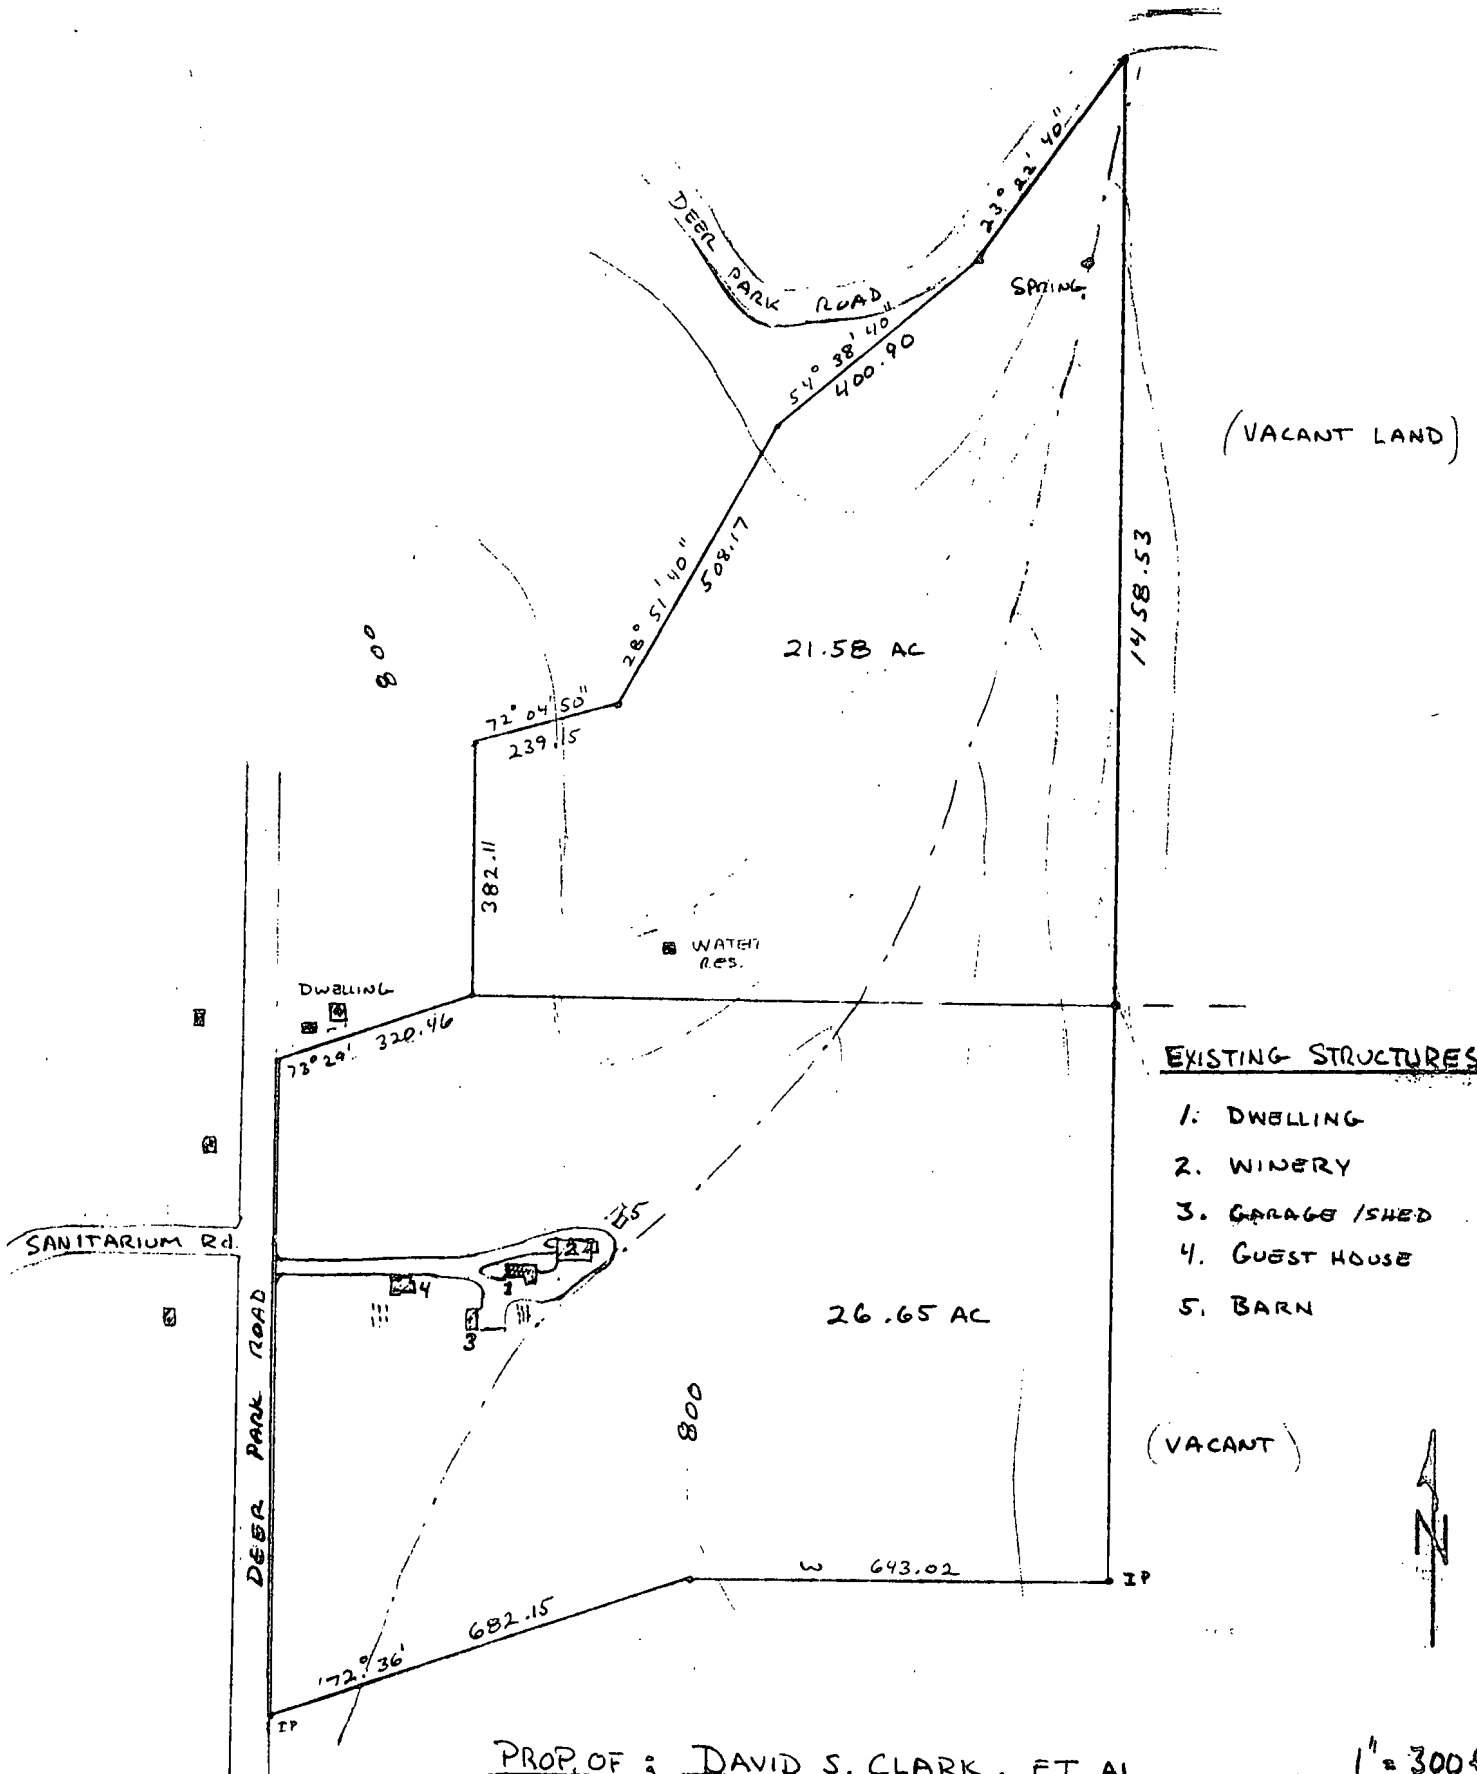 23° 22' 40"
DEER PARK ROAD
SPRING
54° 38' 40"
400.90
(VACANT LAND)
1458.53
28° 51' 40"
508.17
21.58 AC
800
72° 04' 50"
239.15
382.11
WATER
RES.
DWELLING
73° 29' 320.46
EXISTING STRUCTURES
1. DWELLING
2. WINERY
3. GARAGE / SHED
4. GUEST HOUSE
5. BARN
SANITARIUM Rd.
5
2
1
4
3
DEER PARK ROAD
26.65 AC
800
(VACANT)
N
W 643.02
IP
682.15
72° 36'
IP
PROP. OF : DAVID S. CLARK, ET AL
1" = 300